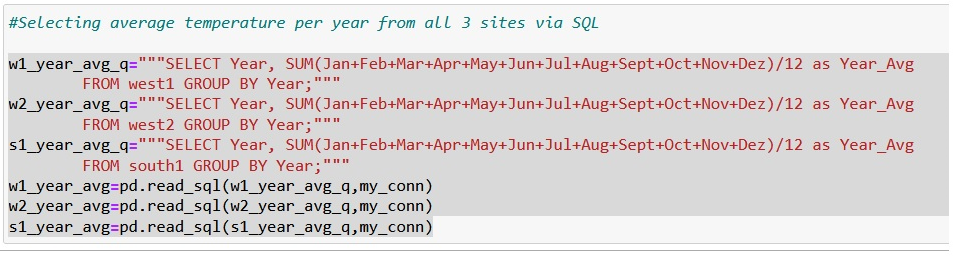 #Selecting average temperature per year from all 3 sites via SQL
w1_year_avg_q="""SELECT Year, SUM(Jan+Feb+Mar+Apr+May+Jun+Jul+Aug+Sept+Oct+Nov+Dez)/12 as Year_Avg
FROM west1 GROUP BY Year;"""
w2_year_avg_q="""SELECT Year, SUM(Jan+Feb+Mar+Apr+May+Jun+Jul+Aug+Sept+Oct+Nov+Dez)/12 as Year_Avg
FROM west2 GROUP BY Year;"""
s1_year_avg_q="""SELECT Year, SUM(Jan+Feb+Mar+Apr+May+Jun+Jul+Aug+Sept+Oct+Nov+Dez)/12 as Year_Avg
FROM south1 GROUP BY Year;"""
w1_year_avg=pd.read_sql(w1_year_avg_q,my_conn)
w2_year_avg=pd.read_sql(w2_year_avg_q,my_conn)
s1_year_avg=pd.read_sql(s1_year_avg_q,my_conn)